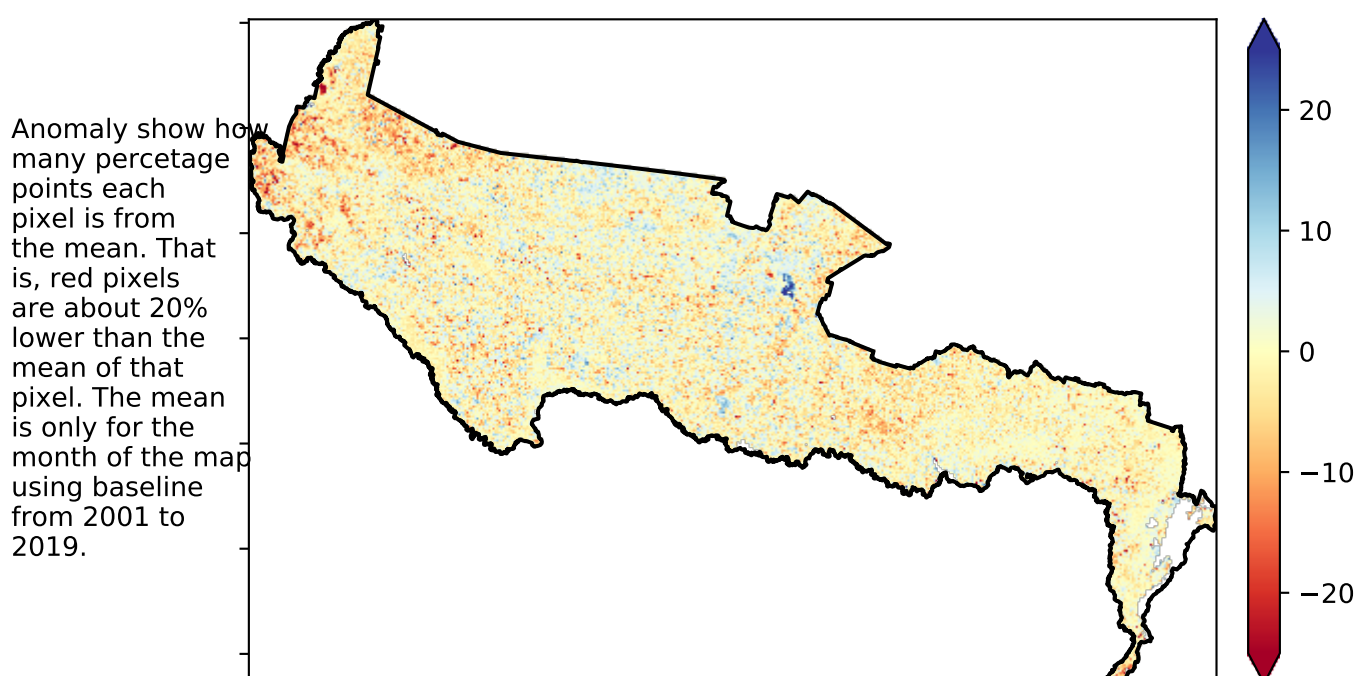 Anomaly show how
many percetage
points each
pixel is from
the mean. That
is, red pixels
are about 20%
lower than the
mean of that
pixel. The mean
is only for the
month of the map
using baseline
from 2001 to
2019.
20
10
0
−10
−20